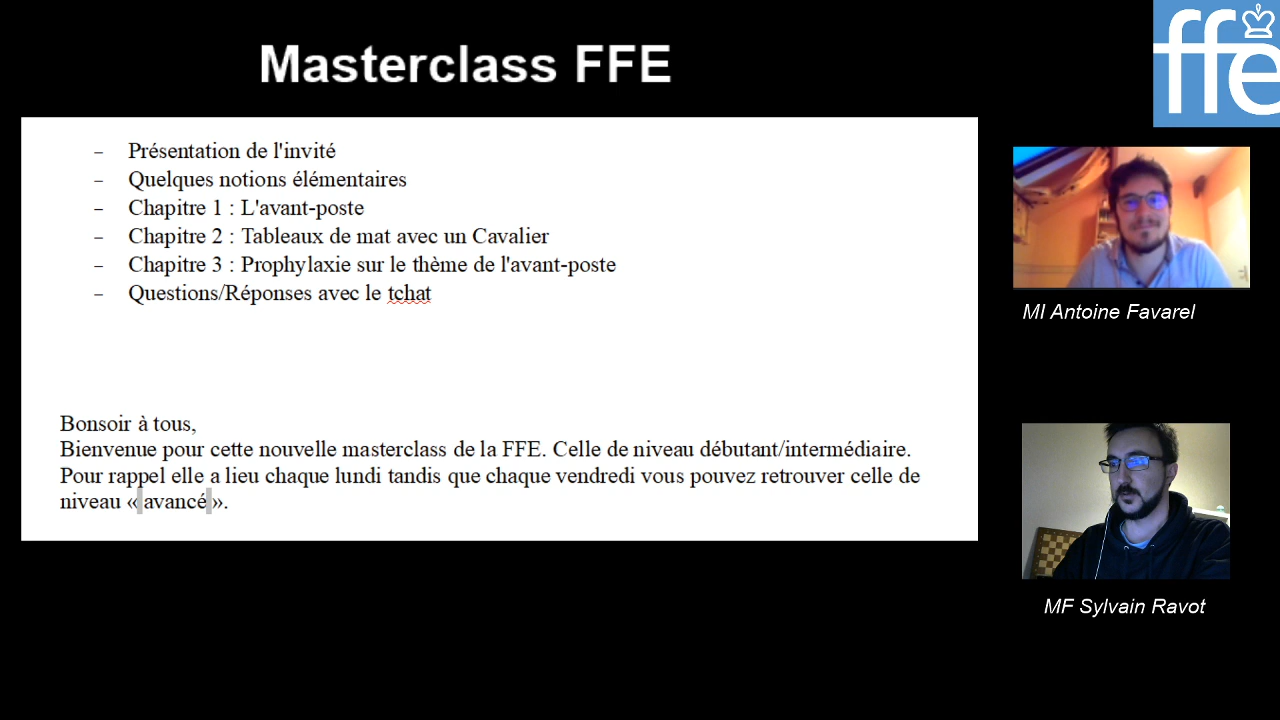 Masterclass FFE
ffe
- Présentation de l'invité
- Quelques notions élémentaires
- Chapitre 1 : L'avant-poste
- Chapitre 2 : Tableaux de mat avec un Cavalier
- Chapitre 3 : Prophylaxie sur le thème de l'avant-poste
- Questions/Réponses avec le tchat
Bonsoir à tous,
Bienvenue pour cette nouvelle masterclass de la FFE. Celle de niveau débutant/intermédiaire.
Pour rappel elle a lieu chaque lundi tandis que chaque vendredi vous pouvez retrouver celle de
niveau « avancé ».
MI Antoine Favarel
MF Sylvain Ravot